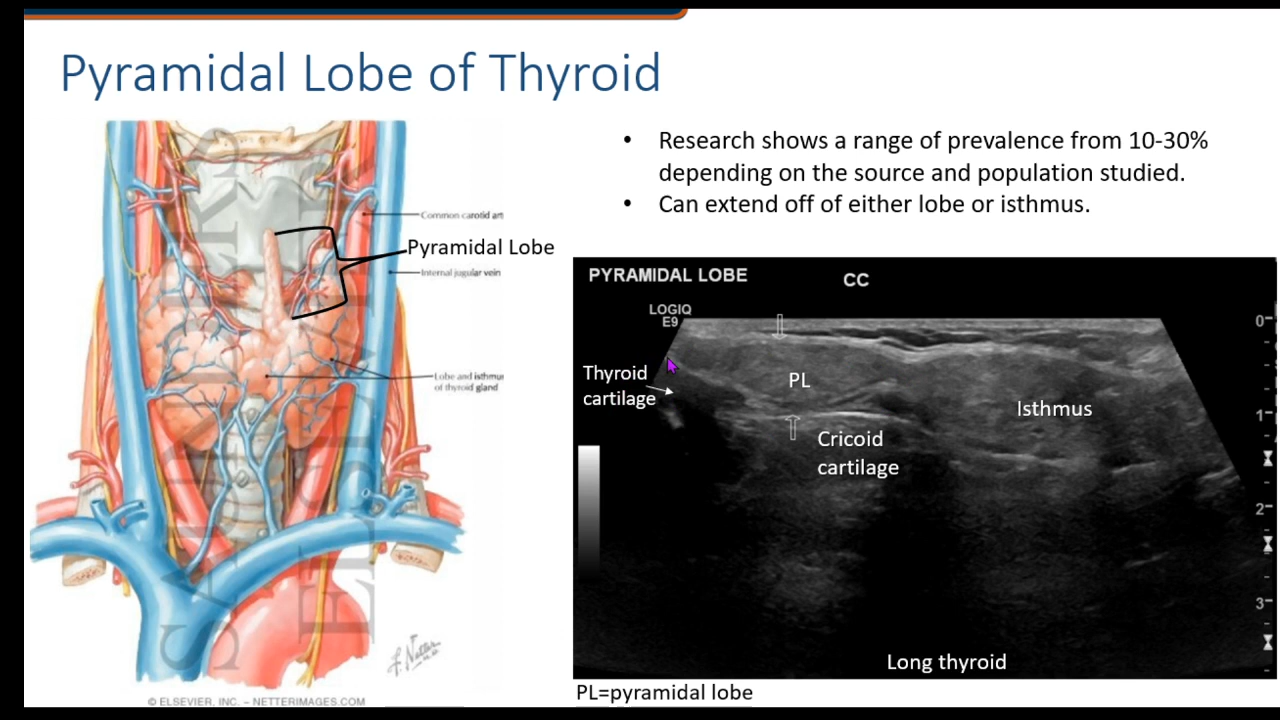 Pyramidal Lobe of Thyroid
• Research shows a range of prevalence from 10-30%
depending on the source and population studied.
• Can extend off of either lobe or isthmus.
Common carotid art
Pyramidal Lobe
Internal jugular vein
Lobe and isthmus
of thyroid gland
© ELSEVIER, INC. – NETTERIMAGES.COM
PYRAMIDAL LOBE
CC
LOGIQ
E9
0
Thyroid
cartilage
PL
Isthmus
1
Cricoid
cartilage
2
3
Long thyroid
PL=pyramidal lobe